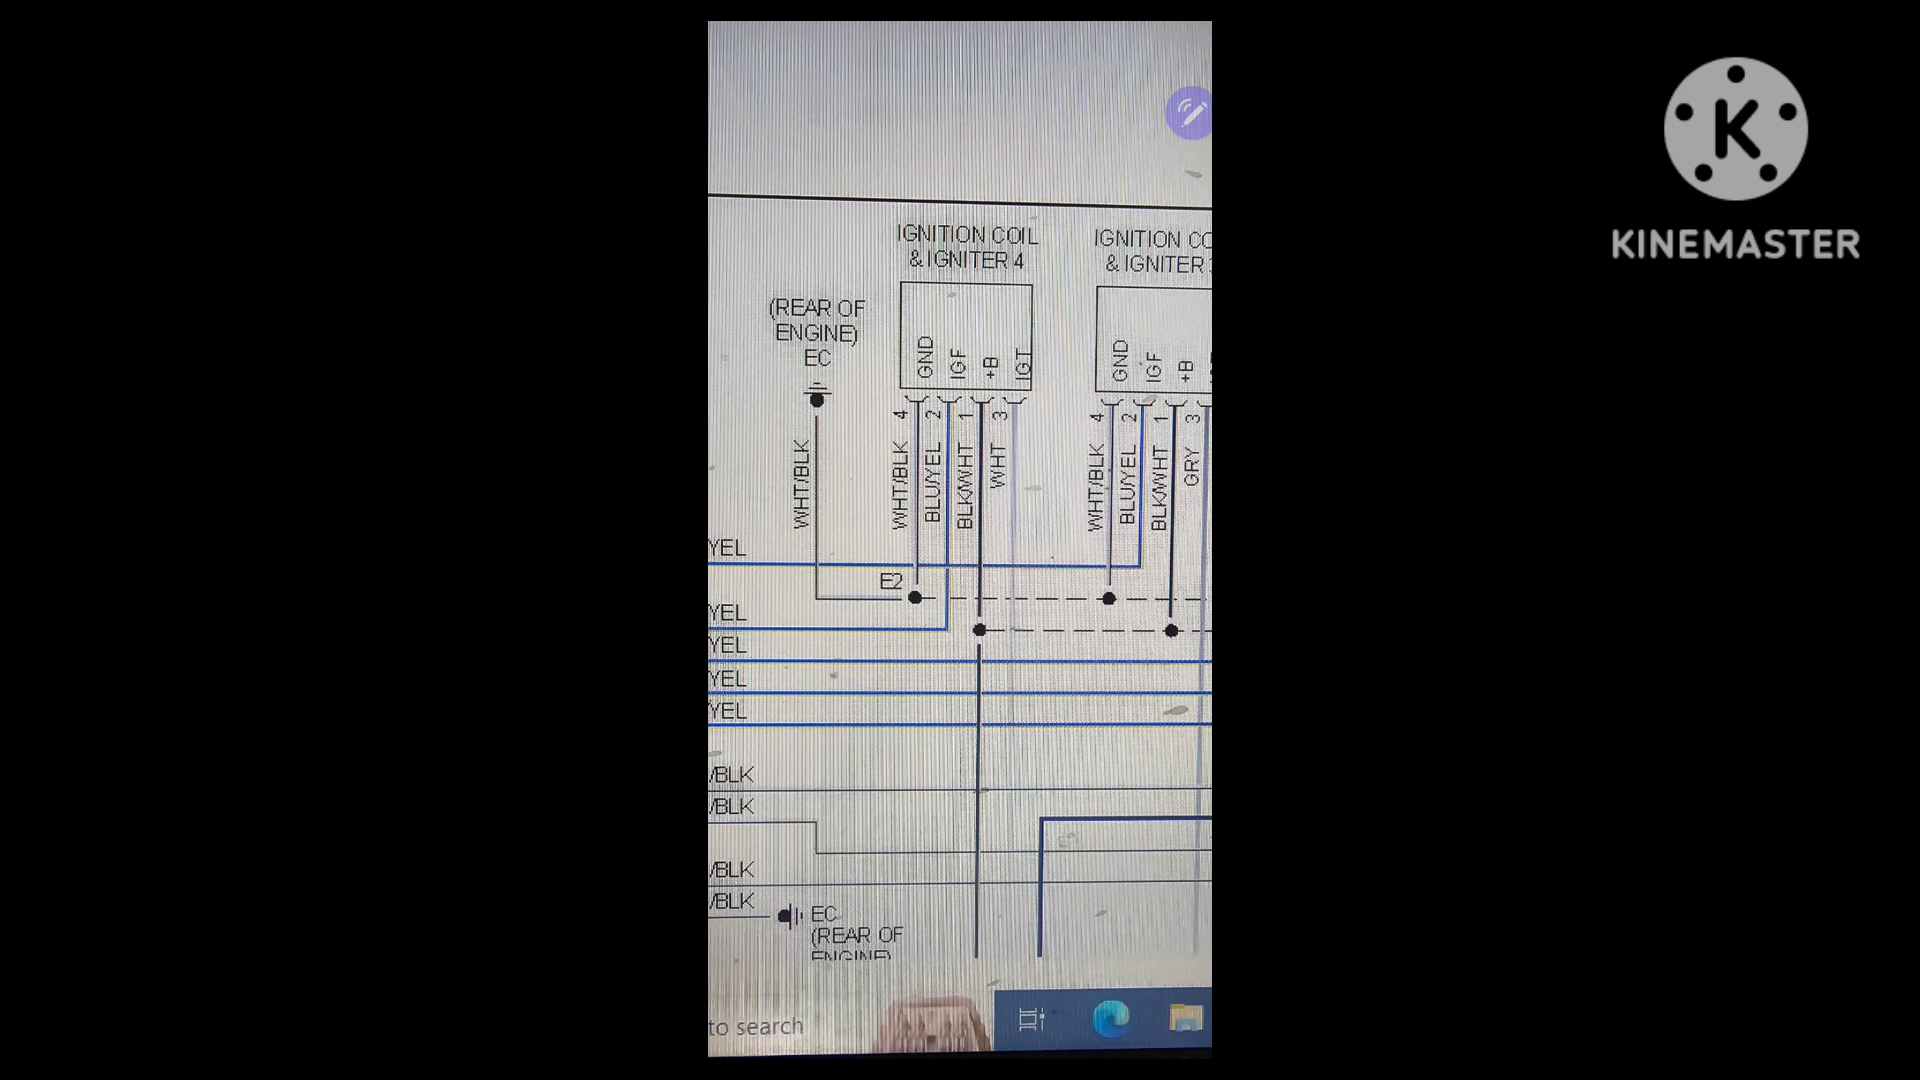 KINEMASTER
IGNITION COIL
& IGNITER 4
IGNITION CO
& IGNITER
(REAR OF
ENGINE)
EC
GND
IGF
+B
IGT
GND
IGF
+B
4
2
1
3
4
2
1
3
WHT/BLK
WHT/BLK
BLU/YEL
BLK/WHT
WHT
WHT/BLK
BLU/YEL
BLK/WHT
GRY
YEL
E2
YEL
YEL
YEL
YEL
/BLK
/BLK
/BLK
/BLK
EC
(REAR OF
ENGINE)
to search